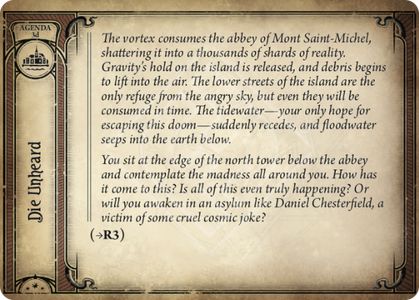 AGENDA
The vortex consumes the abbey of Mont Saint-Michel,
shattering it into a thousands of shards of reality.
Gravity's hold on the island is released, and debris begins
to lift into the air. The lower streets of the island are the
only refuge from the angry sky, but even they will be
consumed in time. The tidewater—your only hope for
escaping this doom—suddenly recedes, and floodwater
seeps into the earth below.
You sit at the edge of the north tower below the abbey
and contemplate the madness all around you. How has
it come to this? Is all of this even truly happening? Or
will you awaken in an asylum like Daniel Chesterfield, a
victim of some cruel cosmic joke?
(→R3)
Die Unheard